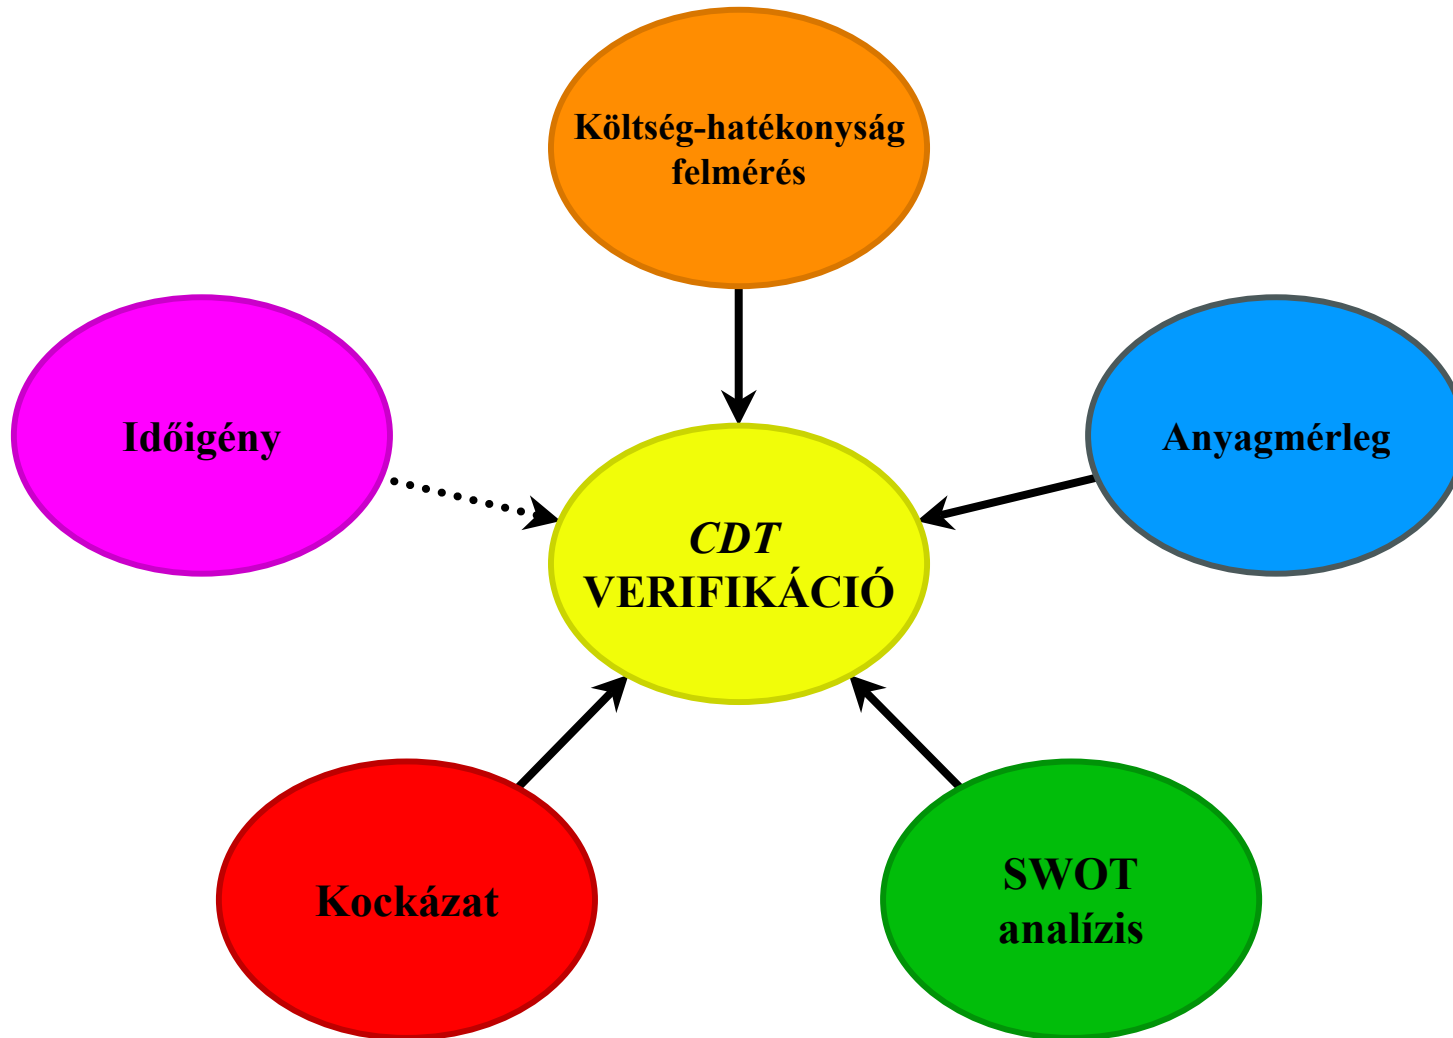 Költség-hatékonyság
felmérés
Időigény
Anyagmérleg
CDT
VERIFIKÁCIÓ
Kockázat
SWOT
analízis